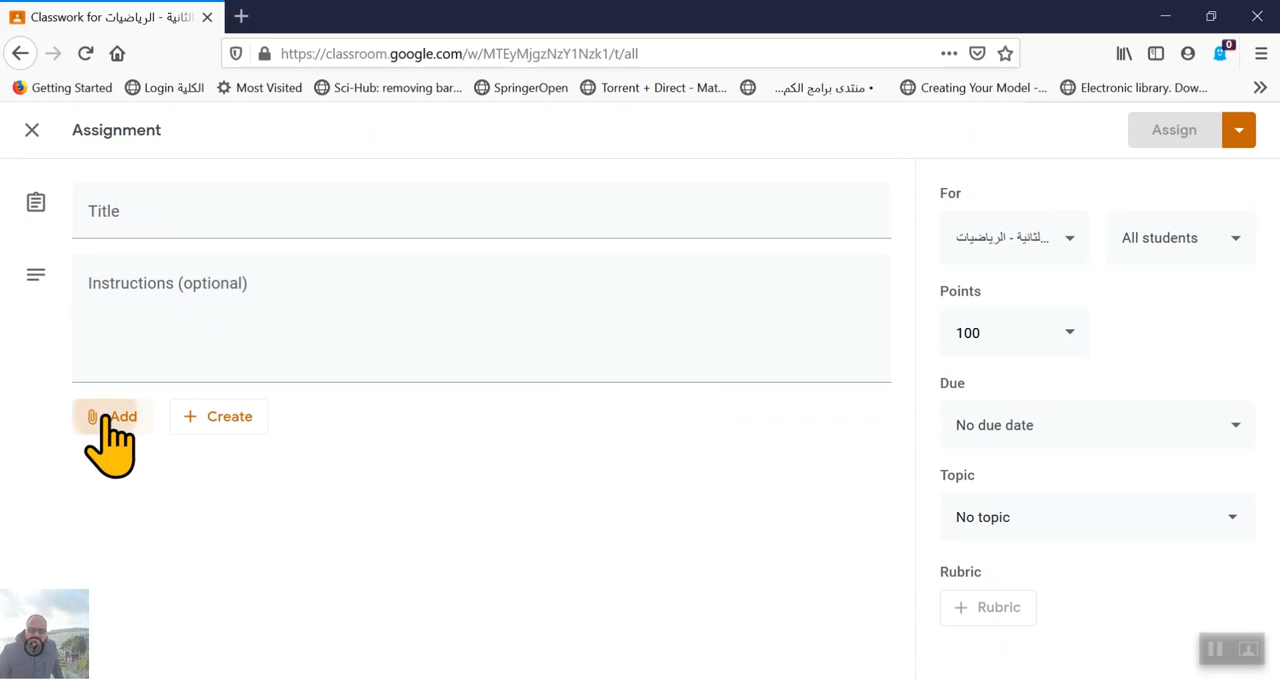 Classwork for الثانية - الرياضيات
https://classroom.google.com/w/MTEyMjgzNzY1Nzk1/t/all
0
Getting Started
Login الكلية
Most Visited
Sci-Hub: removing bar...
SpringerOpen
Torrent + Direct - Mat...
• منتدى برامج الكم...
Creating Your Model -...
Electronic library. Dow...
Assignment
Assign
Title
Instructions (optional)
Add
Create
For
...لثانية - الرياضيات
All students
Points
100
Due
No due date
Topic
No topic
Rubric
Rubric